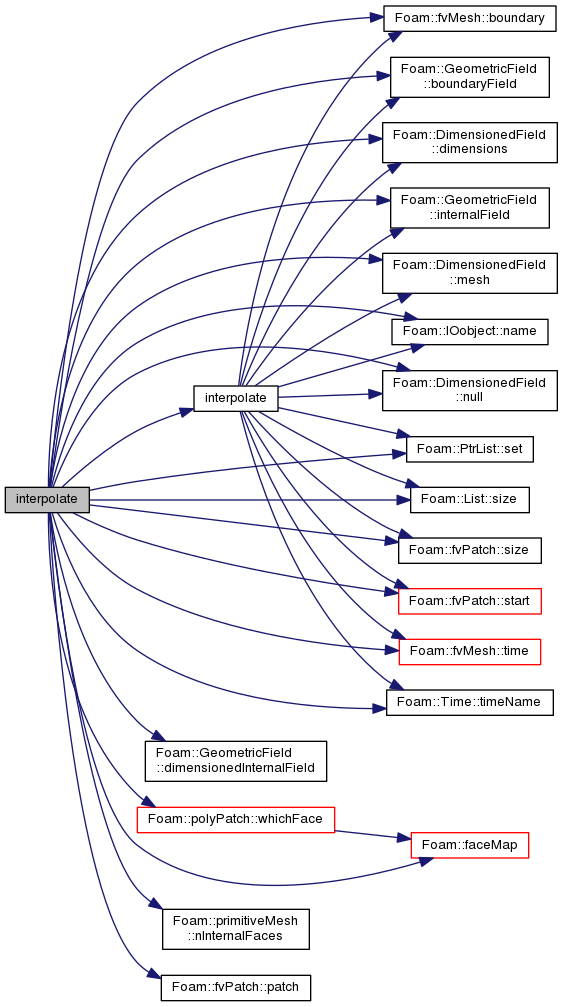 Foam::fvMesh::boundary
Foam::GeometricField
::boundaryField
Foam::DimensionedField
::dimensions
Foam::GeometricField
::internalField
Foam::DimensionedField
::mesh
Foam::IOobject::name
Foam::DimensionedField
::null
interpolate
Foam::PtrList::set
interpolate
Foam::List::size
Foam::fvPatch::size
Foam::fvPatch::start
Foam::fvMesh::time
Foam::Time::timeName
Foam::GeometricField
::dimensionedInternalField
Foam::polyPatch::whichFace
Foam::faceMap
Foam::primitiveMesh
::nInternalFaces
Foam::fvPatch::patch